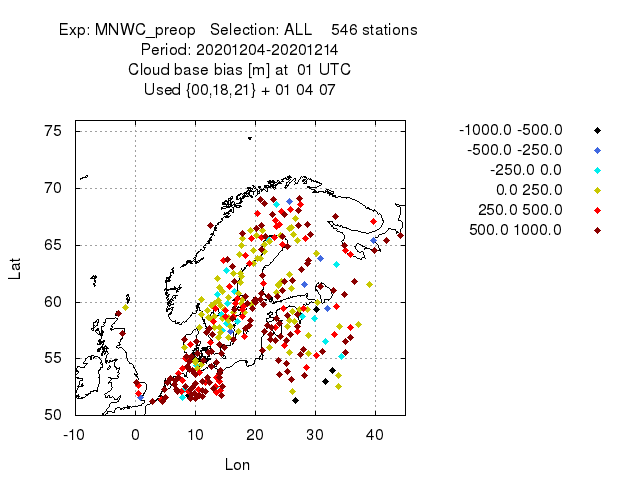 Exp: MNWC_preop   Selection: ALL    546 stations
Period: 20201204-20201214
Cloud base bias [m] at  01 UTC
Used {00,18,21} + 01 04 07
-1000.0 -500.0
-500.0 -250.0
-250.0 0.0
0.0 250.0
250.0 500.0
500.0 1000.0
75
70
65
60
55
50
Lat
-10 0 10 20 30 40
Lon